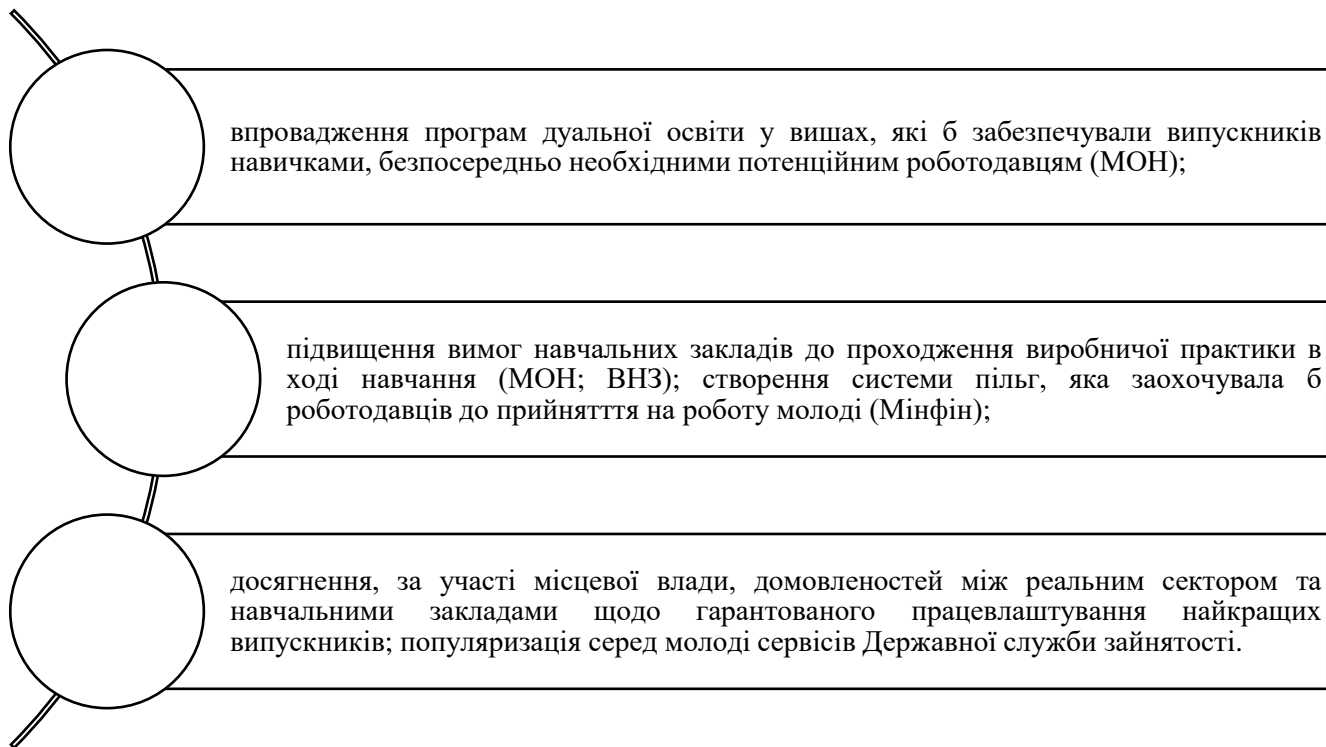 впровадження програм дуальної освіти у вишах, які б забезпечували випускників
навичками, безпосередньо необхідними потенційним роботодавцям (МОН);
підвищення вимог навчальних закладів до проходження виробничої практики в
ході навчання (МОН; ВНЗ); створення системи пільг, яка заохочувала б
роботодавців до прийнятття на роботу молоді (Мінфін);
досягнення, за участі місцевої влади, домовленостей між реальним сектором та
навчальними закладами щодо гарантованого працевлаштування найкращих
випускників; популяризація серед молоді сервісів Державної служби зайнятості.